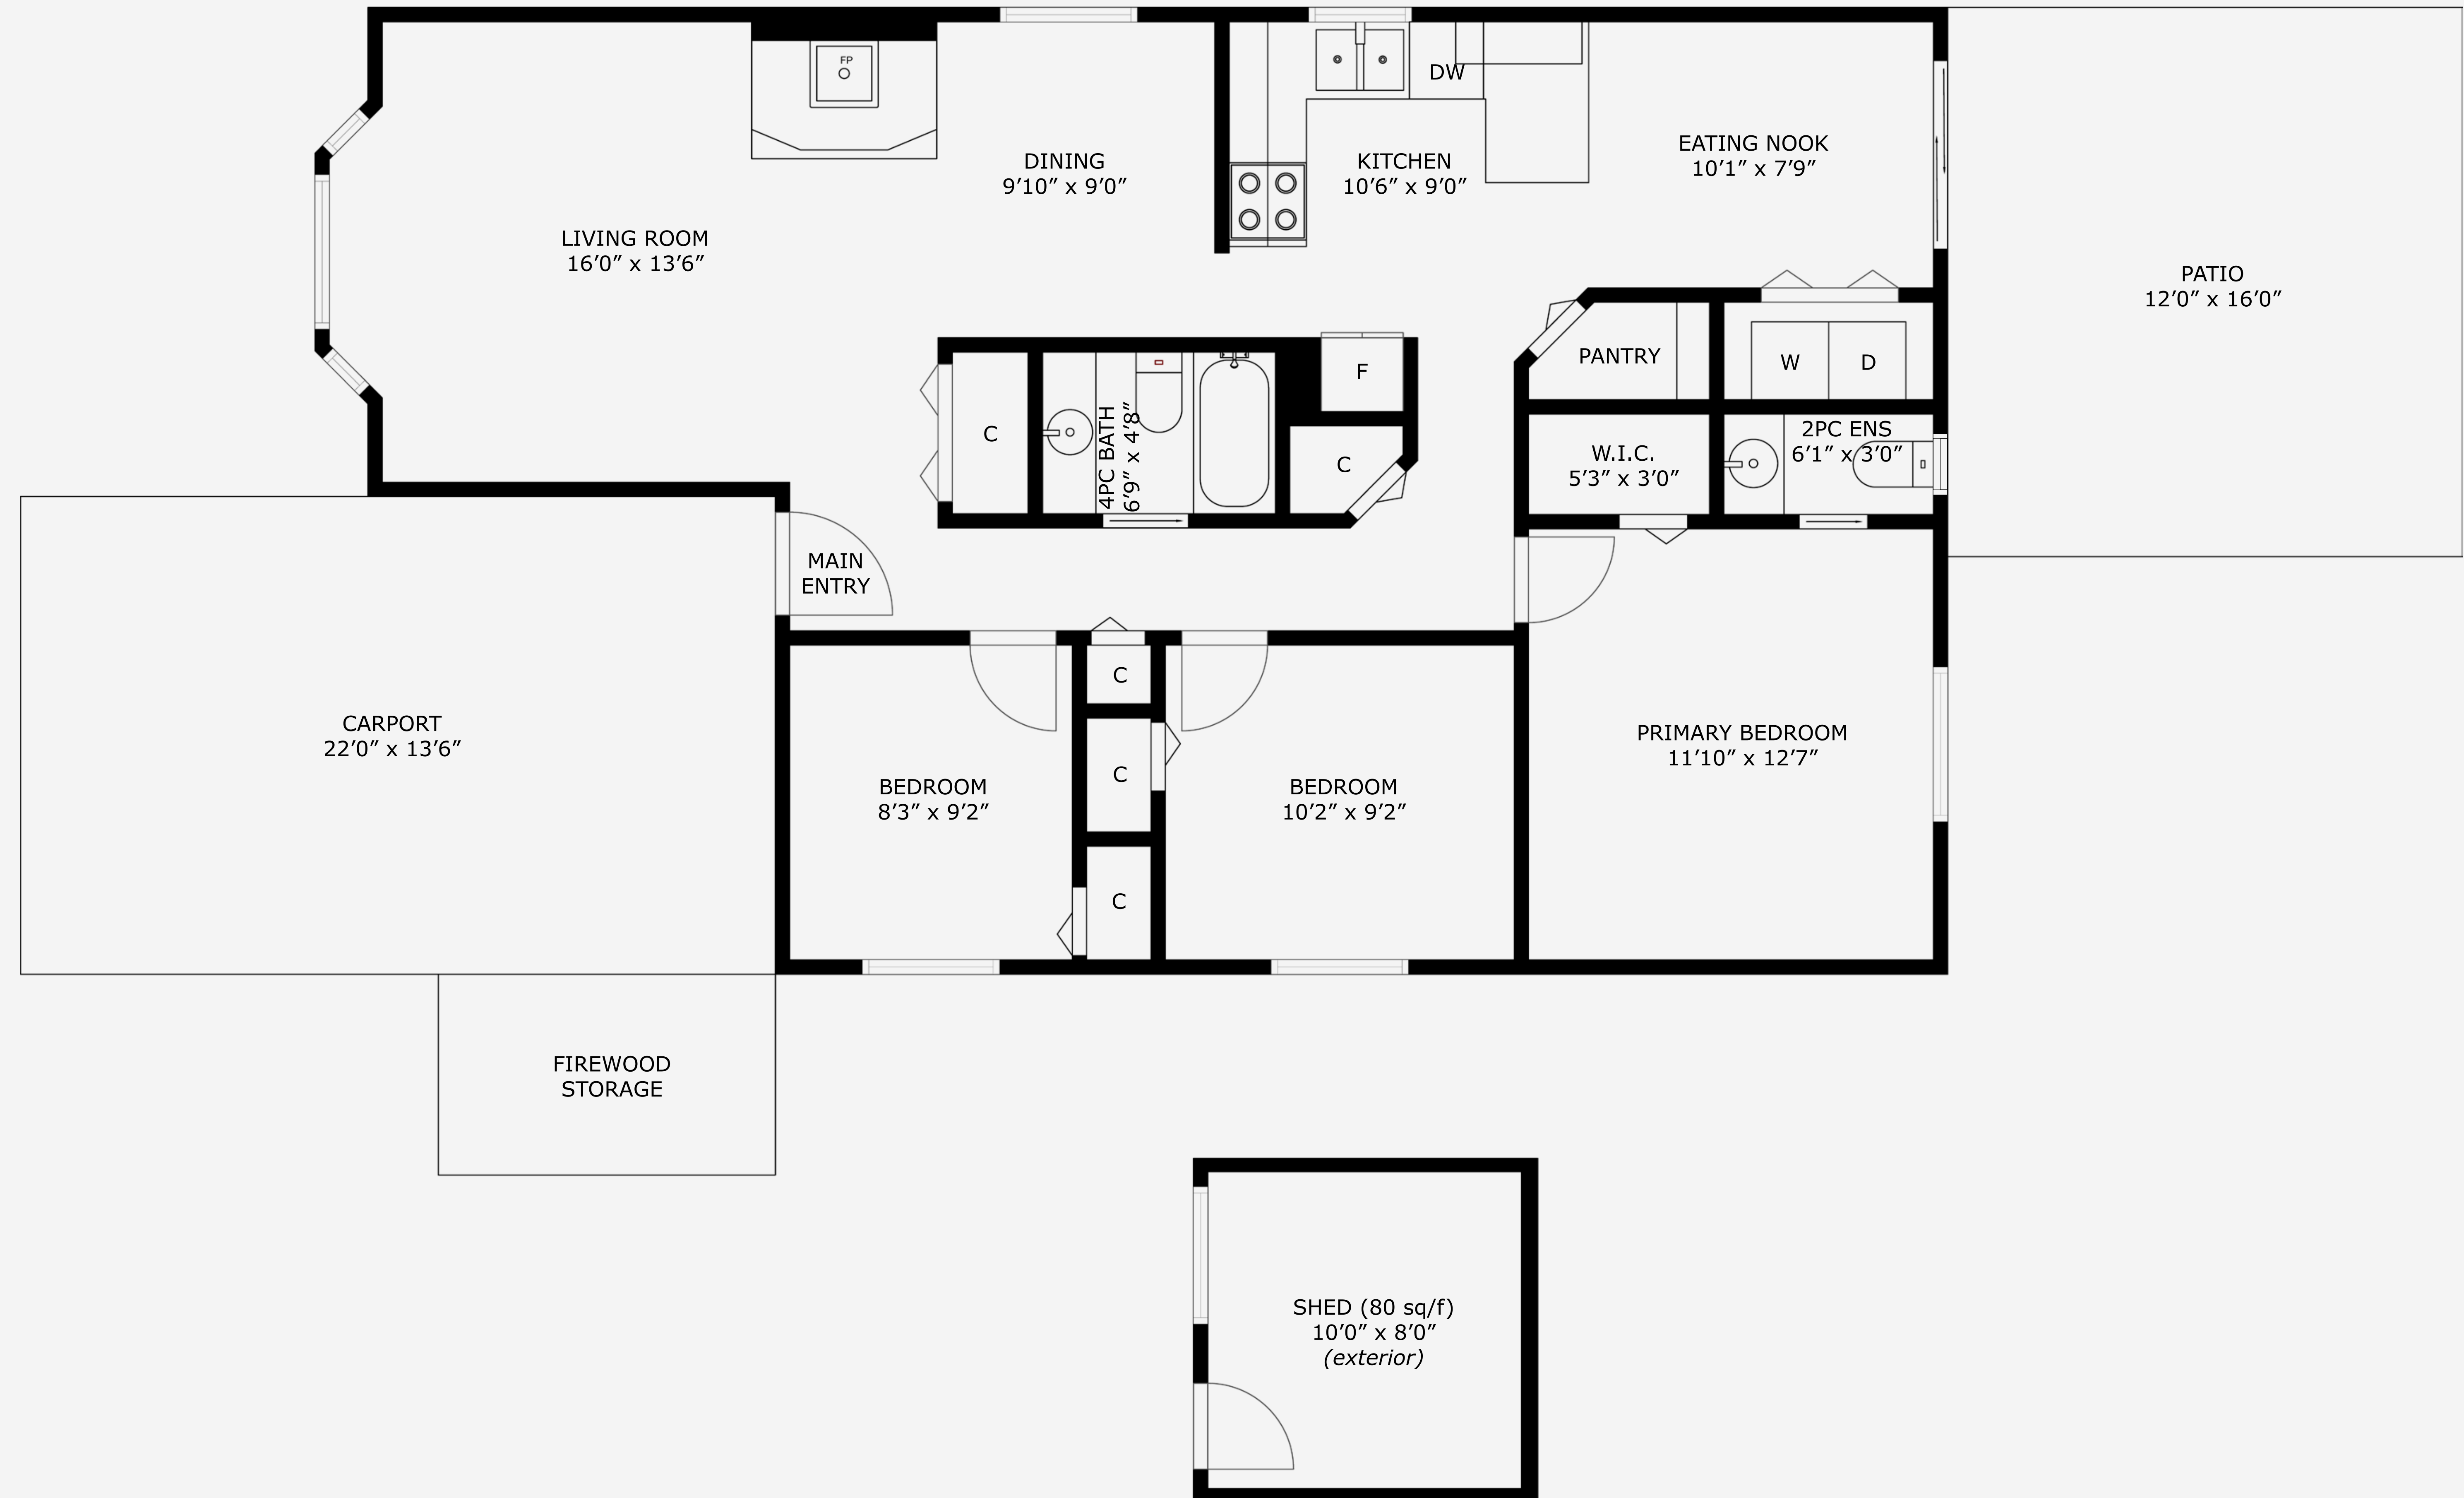 FP
DW
DINING
9’10” x 9’0”
KITCHEN
10’6” x 9’0”
EATING NOOK
10’1” x 7’9”
LIVING ROOM
16’0” x 13’6”
PATIO
12’0” x 16’0”
PANTRY
W
D
F
C
4PC BATH
6’9” x 4’8”
C
W.I.C.
5’3” x 3’0”
2PC ENS
6’1” x 3’0”
MAIN
ENTRY
C
CARPORT
22’0” x 13’6”
C
PRIMARY BEDROOM
11’10” x 12’7”
BEDROOM
8’3” x 9’2”
BEDROOM
10’2” x 9’2”
C
FIREWOOD
STORAGE
SHED (80 sq/f)
10’0” x 8’0”
(exterior)